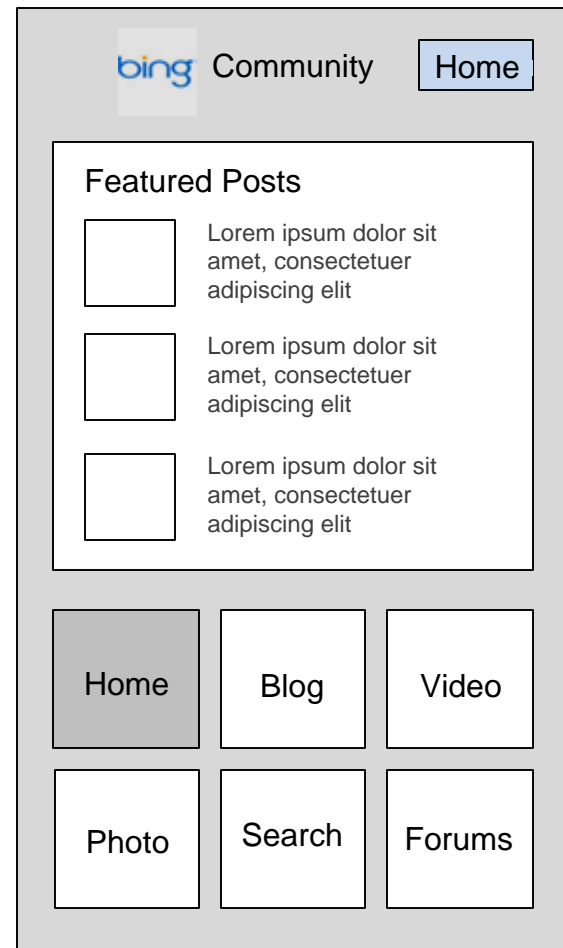 bing Community Home
Featured Posts
Lorem ipsum dolor sit
amet, consectetuer
adipiscing elit
Lorem ipsum dolor sit
amet, consectetuer
adipiscing elit
Lorem ipsum dolor sit
amet, consectetuer
adipiscing elit
Home Blog Video
Photo Search Forums